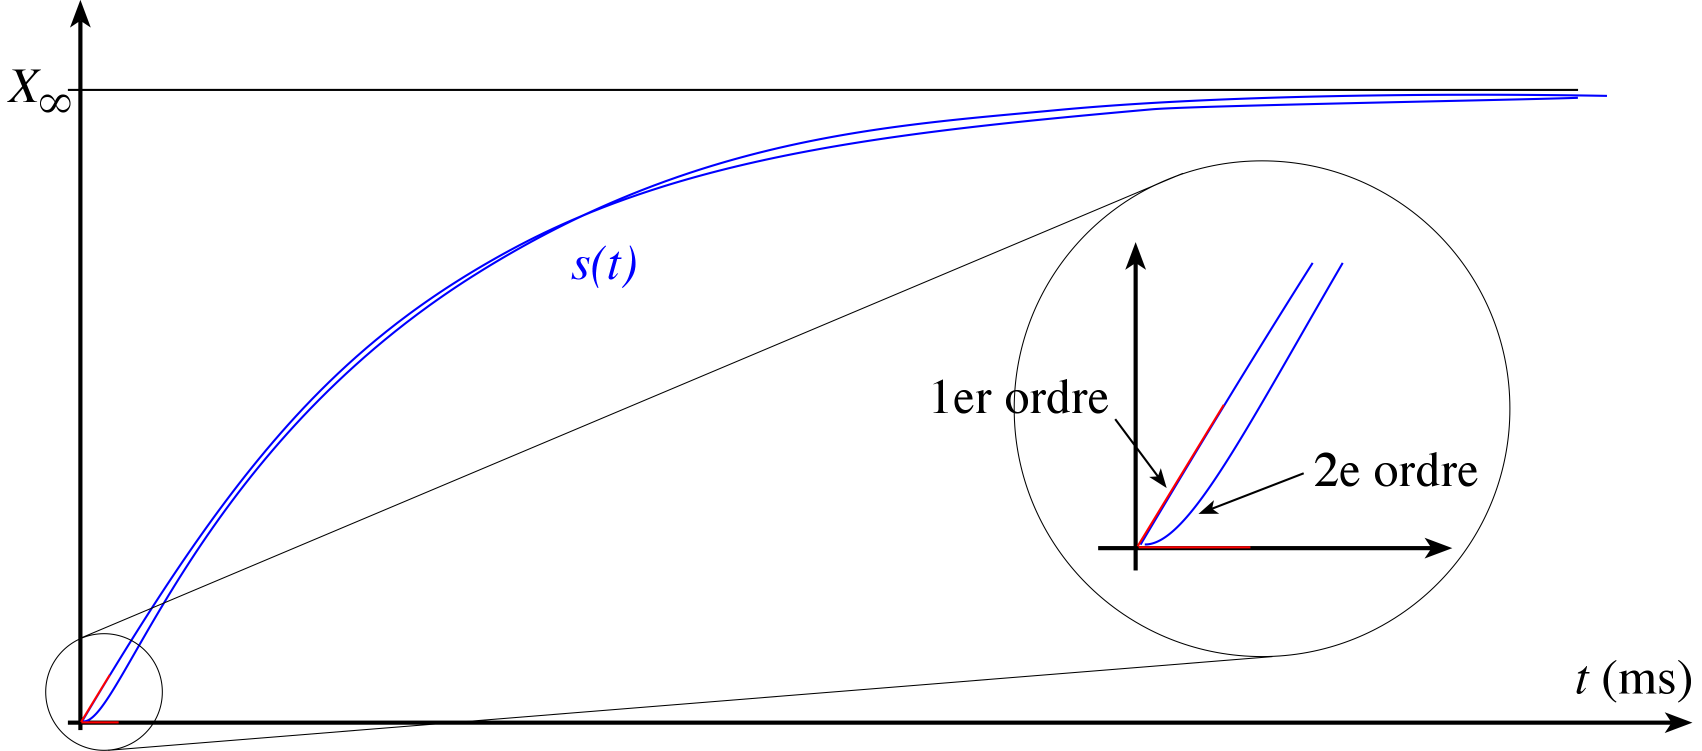 X∞
s(t)
1er ordre
2e ordre
t (ms)